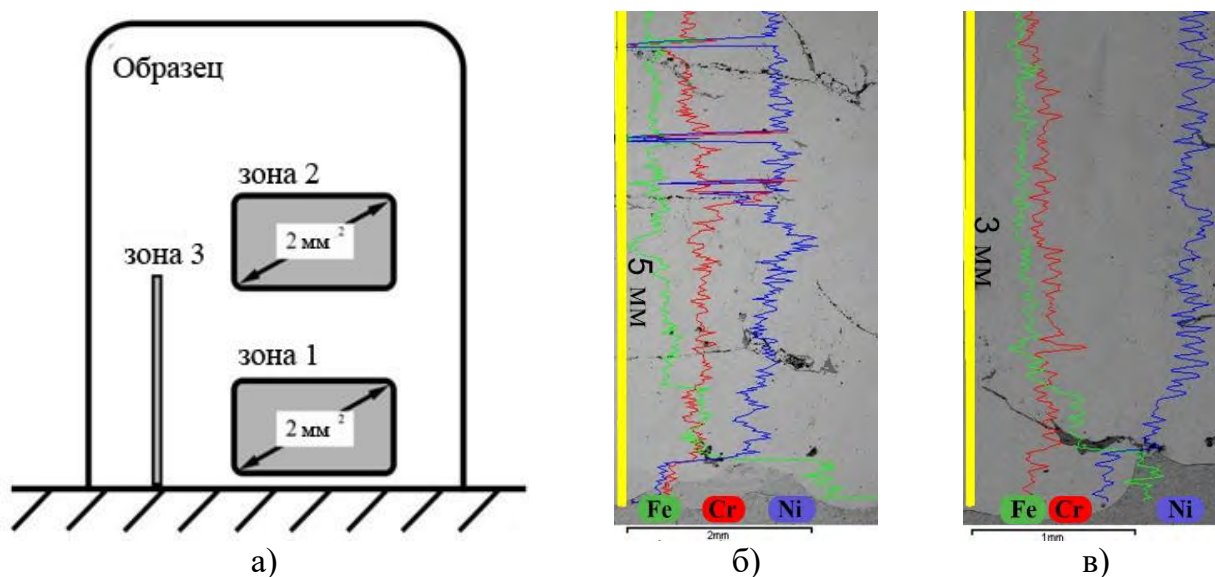 Образец
зона 2
2 мм ²
зона 3
зона 1
2 мм ²
5 мм
Fe Cr Ni
2mm
3 мм
Fe Cr Ni
1mm
а)
б)
в)